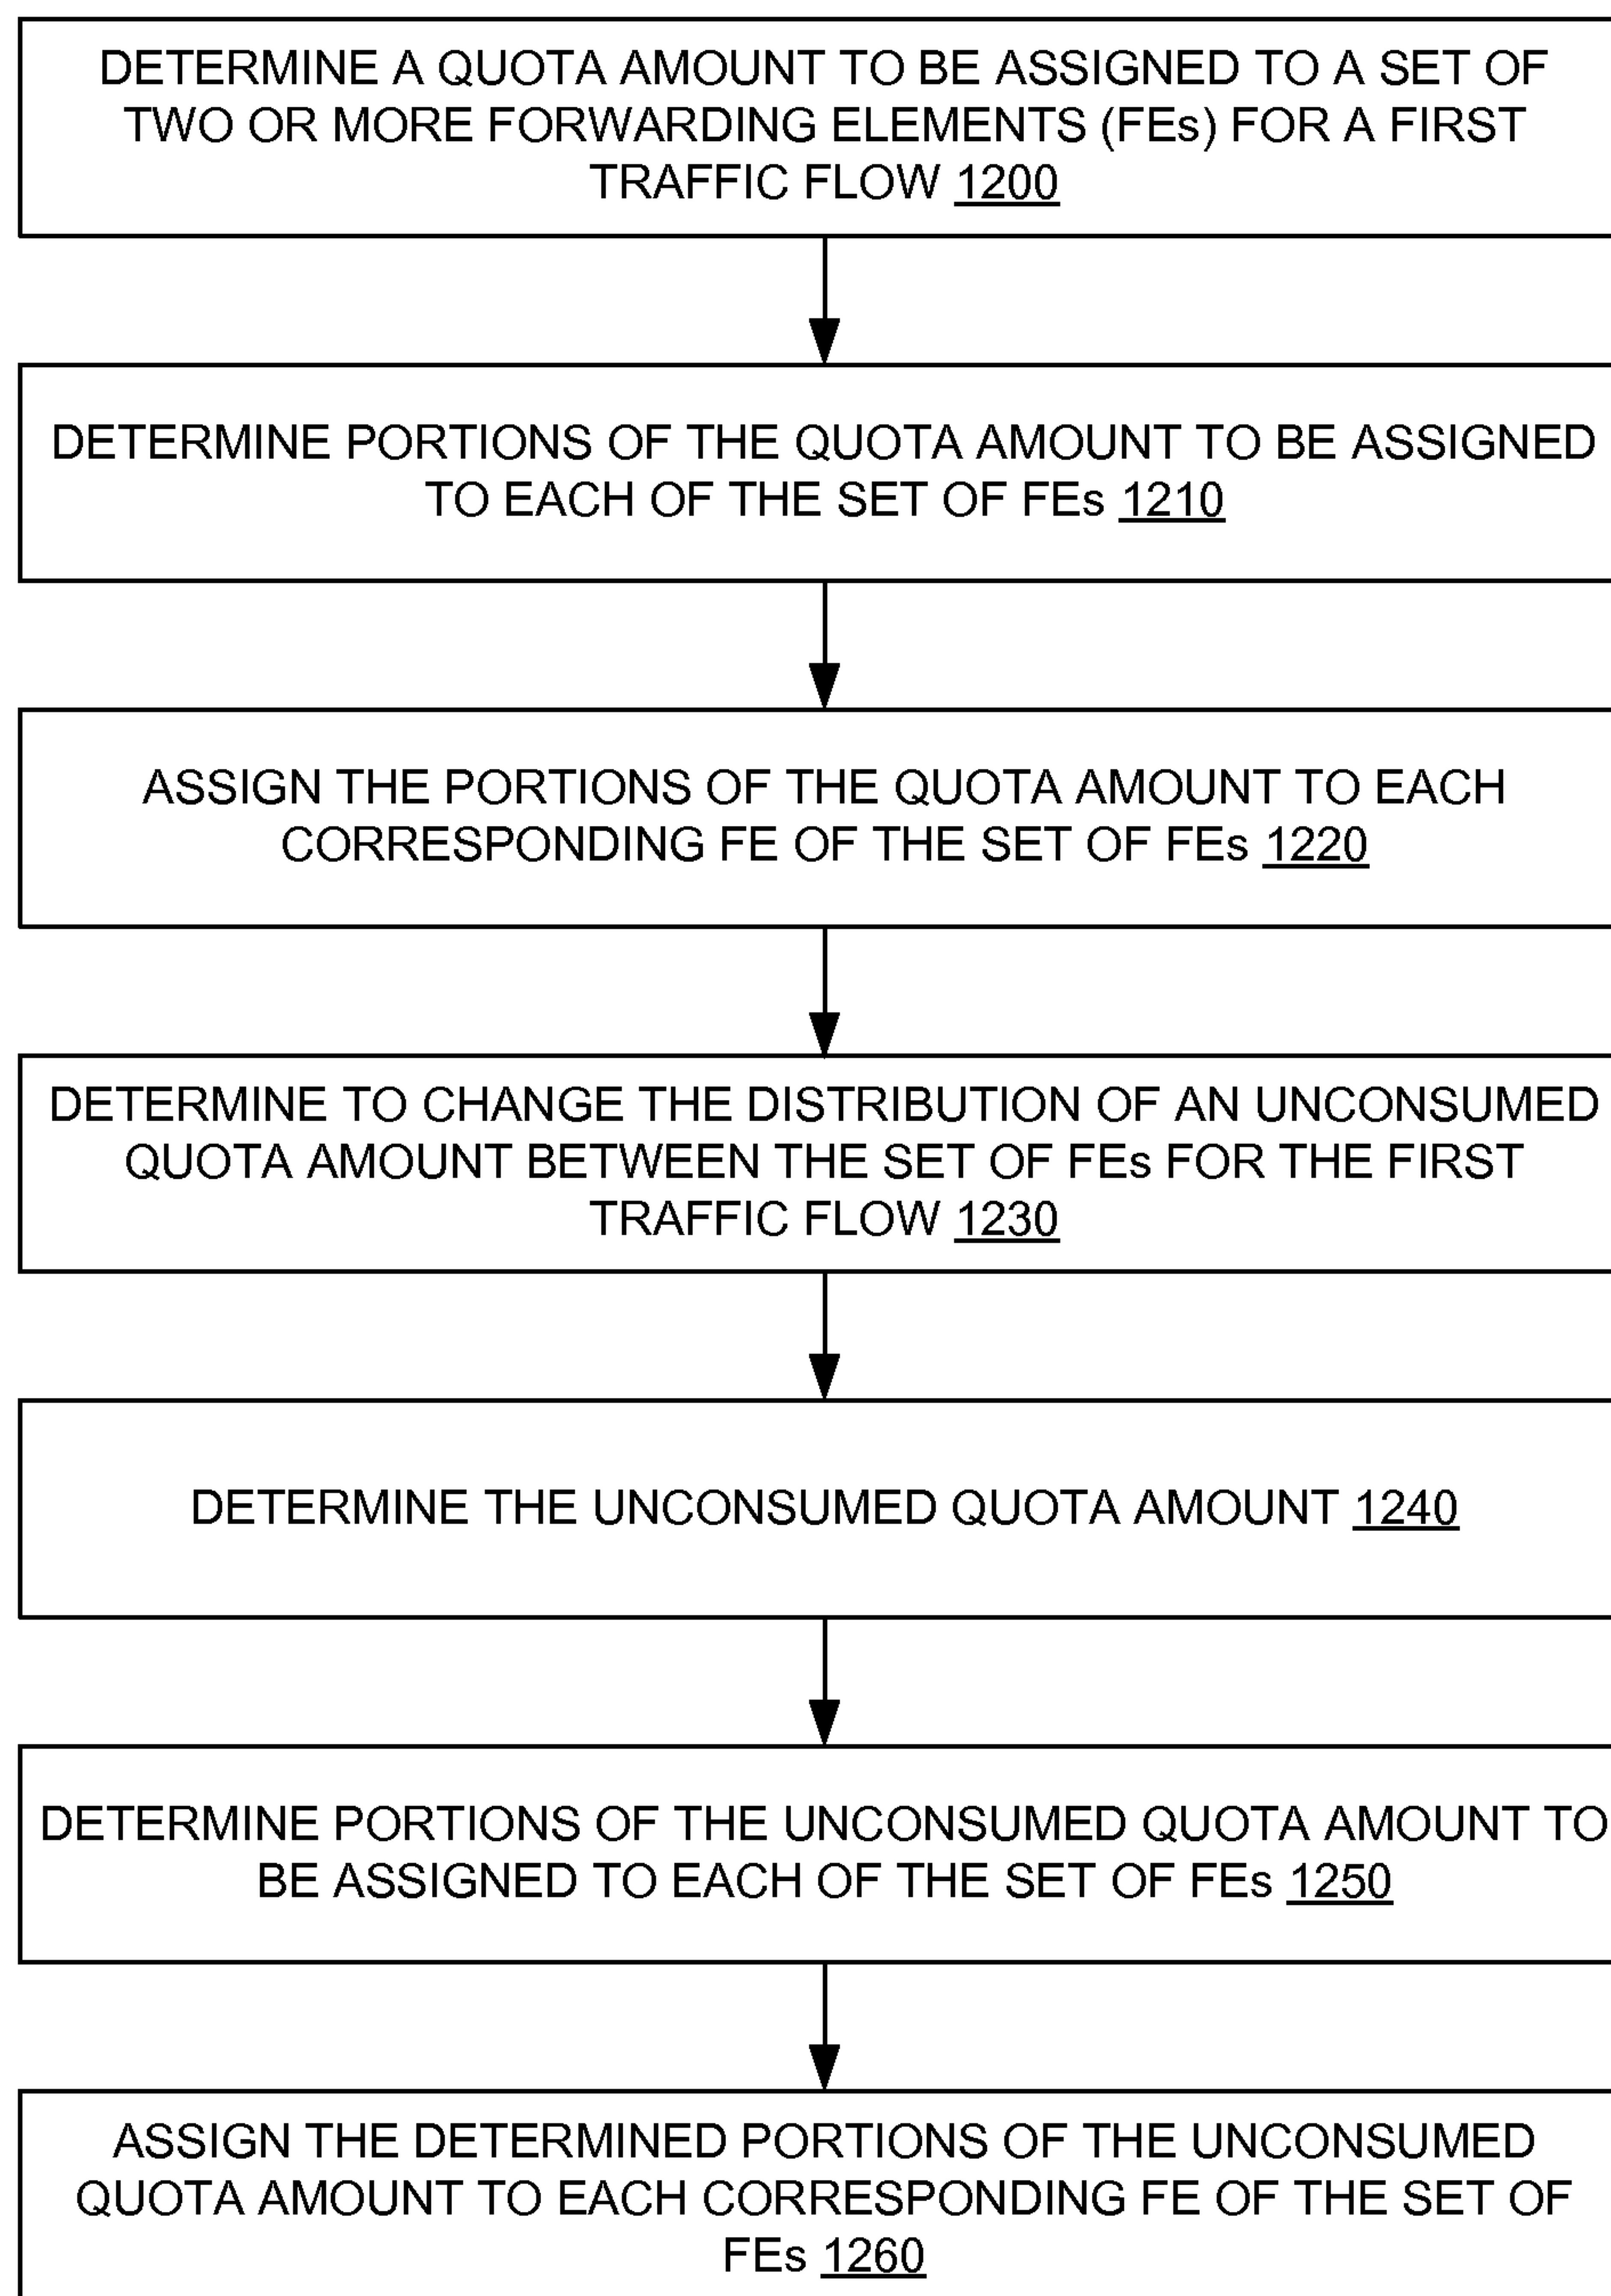 DETERMINE A QUOTA AMOUNT TO BE ASSIGNED TO A SET OF
TWO OR MORE FORWARDING ELEMENTS (FEs) FOR A FIRST
TRAFFIC FLOW 1200
DETERMINE PORTIONS OF THE QUOTA AMOUNT TO BE ASSIGNED
TO EACH OF THE SET OF FEs 1210
ASSIGN THE PORTIONS OF THE QUOTA AMOUNT TO EACH
CORRESPONDING FE OF THE SET OF FEs 1220
DETERMINE TO CHANGE THE DISTRIBUTION OF AN UNCONSUMED
QUOTA AMOUNT BETWEEN THE SET OF FEs FOR THE FIRST
TRAFFIC FLOW 1230
DETERMINE THE UNCONSUMED QUOTA AMOUNT 1240
DETERMINE PORTIONS OF THE UNCONSUMED QUOTA AMOUNT TO
BE ASSIGNED TO EACH OF THE SET OF FEs 1250
ASSIGN THE DETERMINED PORTIONS OF THE UNCONSUMED
QUOTA AMOUNT TO EACH CORRESPONDING FE OF THE SET OF
FEs 1260